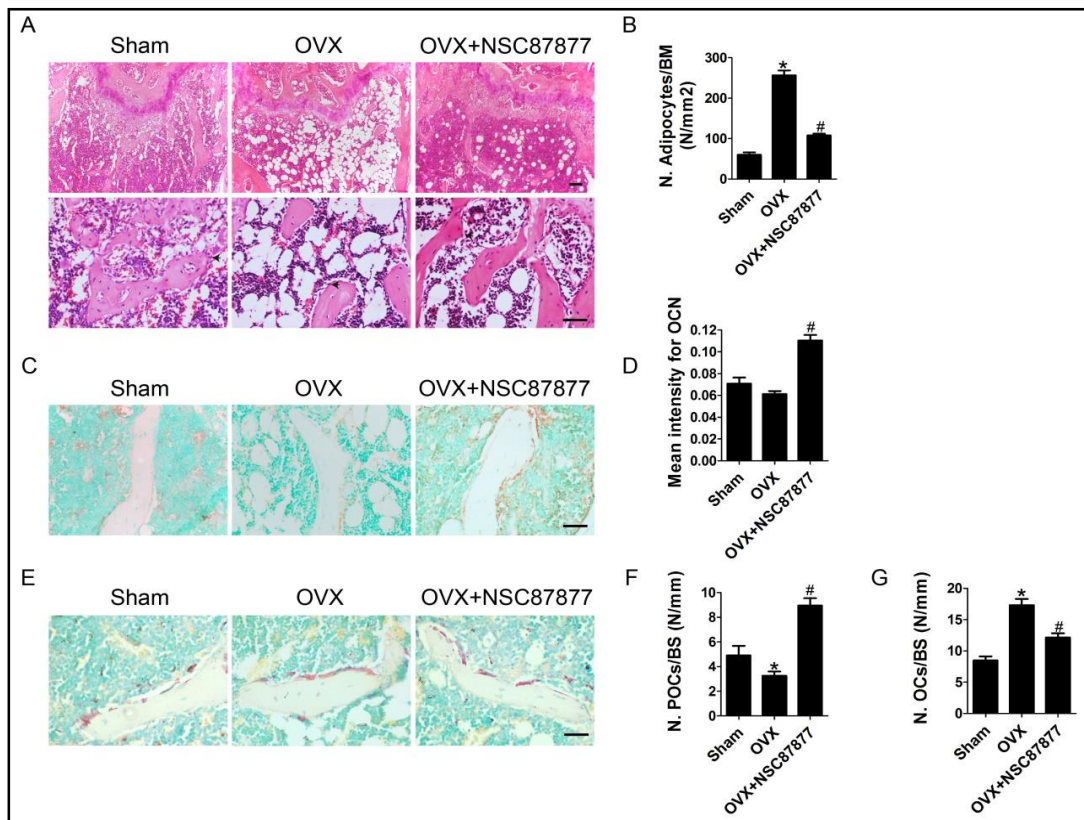 A
Sham OVX OVX+NSC87877
B
N. Adipocytes/BM
(N/mm2)
300
200
100
0
*
#
Sham
OVX
OVX+NSC87877
C
Sham OVX OVX+NSC87877
D
Mean intensity for OCN
0.12
0.10
0.08
0.06
0.04
0.02
0.00
#
Sham
OVX
OVX+NSC87877
E
Sham OVX OVX+NSC87877
F
N. POCs/BS (N/mm)
10
8
6
4
2
0
*
#
Sham
OVX
OVX+NSC87877
G
N. OCs/BS (N/mm)
20
15
10
5
0
*
#
Sham
OVX
OVX+NSC87877